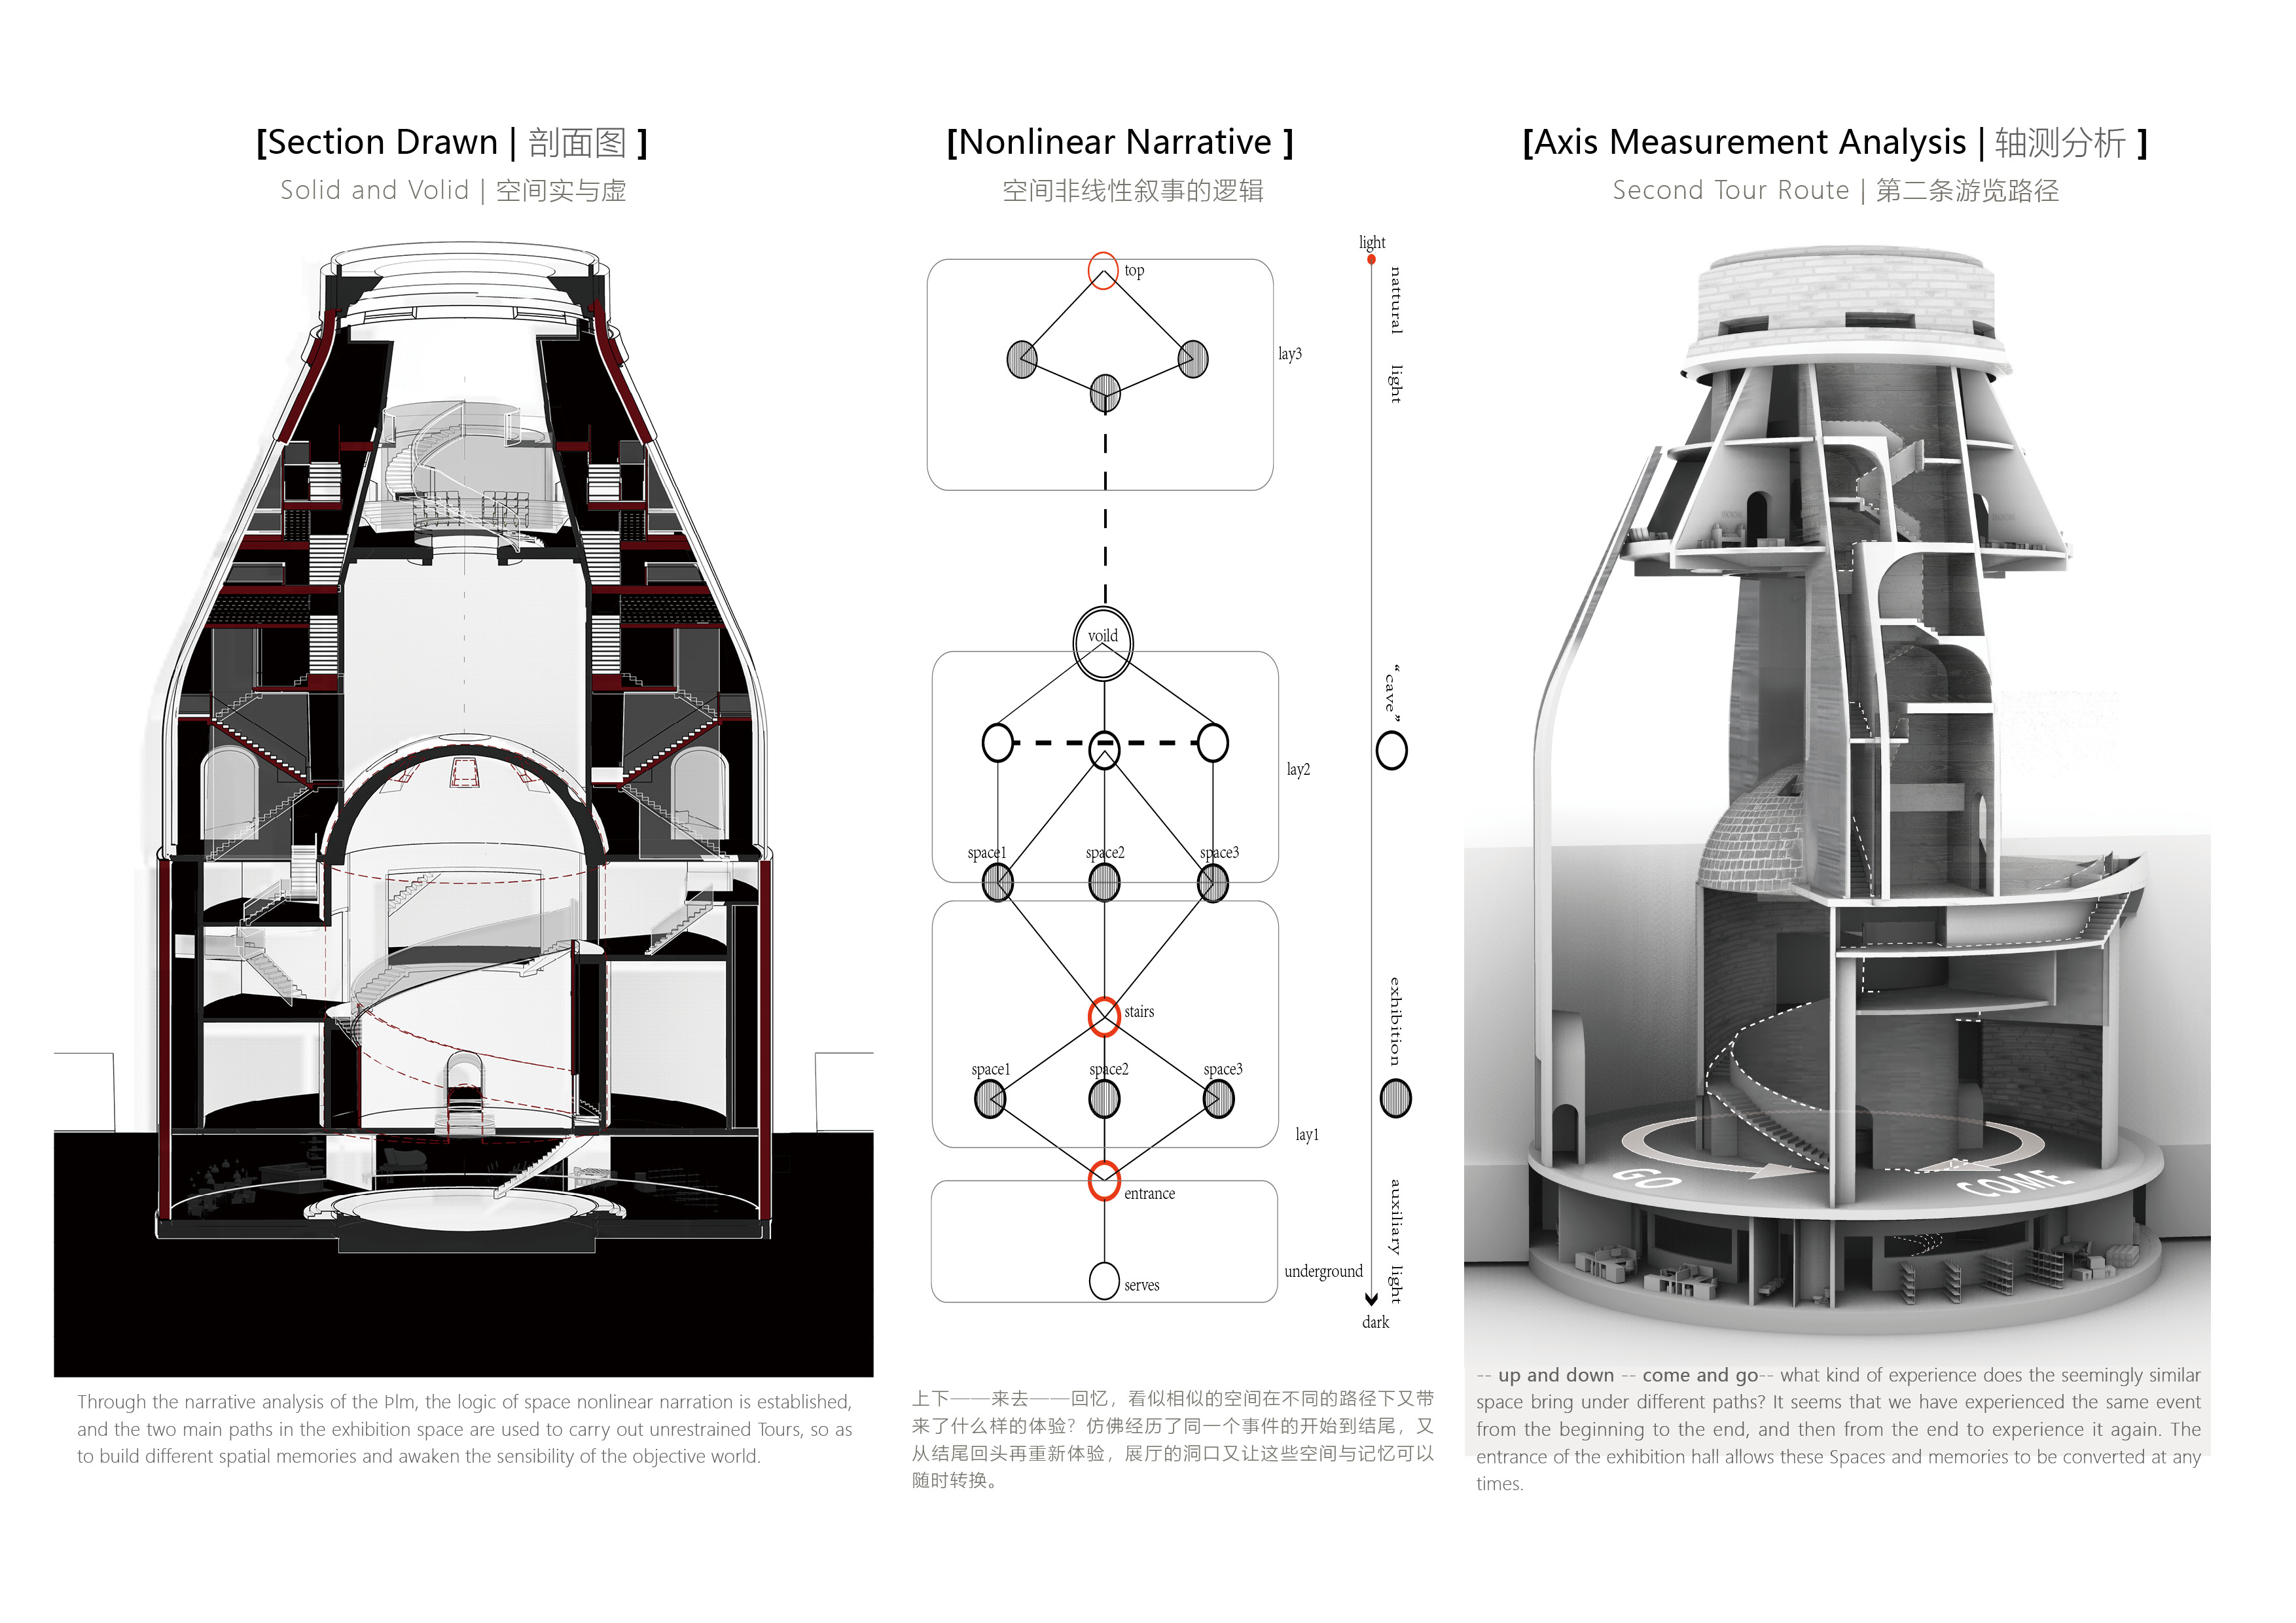 [Section Drawn | 剖面图 ]
Solid and Volid | 空间实与虚
Through the narrative analysis of the Þlm, the logic of space nonlinear narration is established,
and the two main paths in the exhibition space are used to carry out unrestrained Tours, so as
to build different spatial memories and awaken the sensibility of the objective world.
[Nonlinear Narrative ]
空间非线性叙事的逻辑
light
top
nattural light
lay3
voild
“cave”
lay2
space1
space2
space3
exhibition
stairs
space1
space2
space3
lay1
entrance
auxiliary light
underground
serves
dark
上下——来去——回忆，看似相似的空间在不同的路径下又带
来了什么样的体验？仿佛经历了同一个事件的开始到结尾，又
从结尾回头再重新体验，展厅的洞口又让这些空间与记忆可以
随时转换。
[Axis Measurement Analysis | 轴测分析 ]
Second Tour Route | 第二条游览路径
GO
COME
-- up and down -- come and go-- what kind of experience does the seemingly similar
space bring under different paths? It seems that we have experienced the same event
from the beginning to the end, and then from the end to experience it again. The
entrance of the exhibition hall allows these Spaces and memories to be converted at any
times.